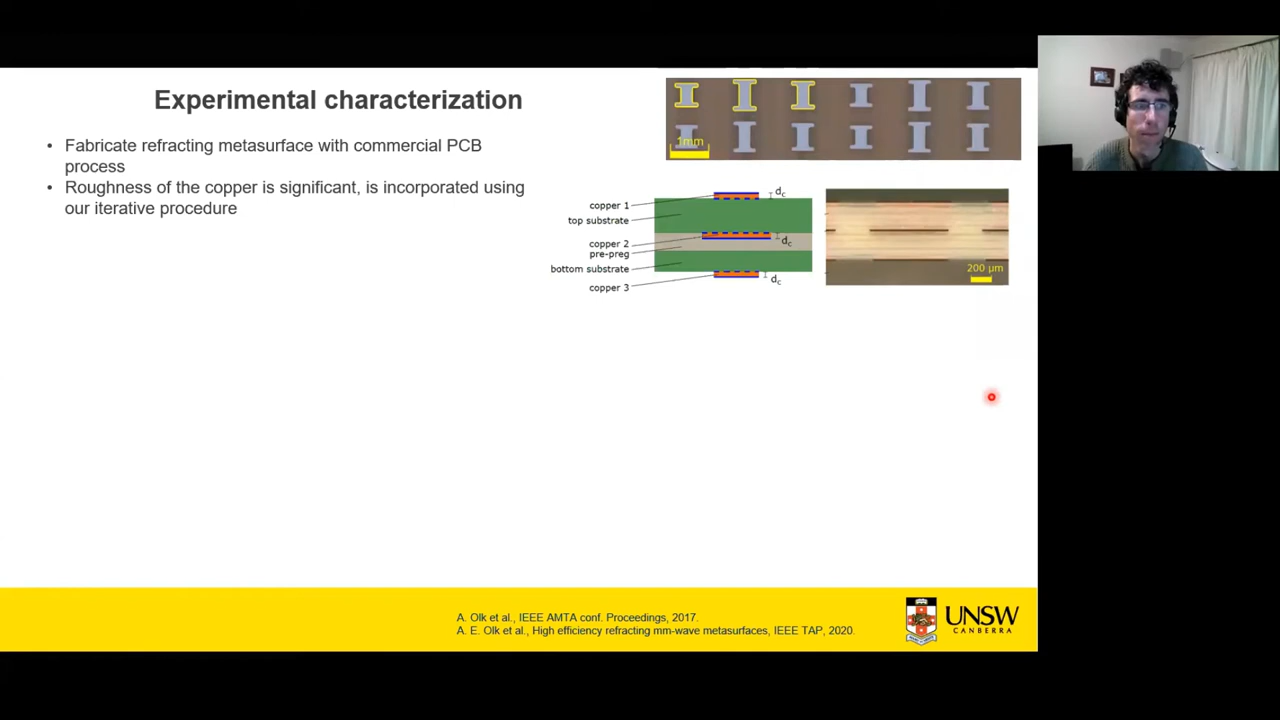 Experimental characterization
• Fabricate refracting metasurface with commercial PCB
process
• Roughness of the copper is significant, is incorporated using
our iterative procedure
1mm
copper 1
top substrate
copper 2
pre-preg
bottom substrate
copper 3
dc
dc
dc
200 μm
A. Olk et al., IEEE AMTA conf. Proceedings, 2017.
A. E. Olk et al., High efficiency refracting mm-wave metasurfaces, IEEE TAP, 2020.
UNSW
CANBERRA